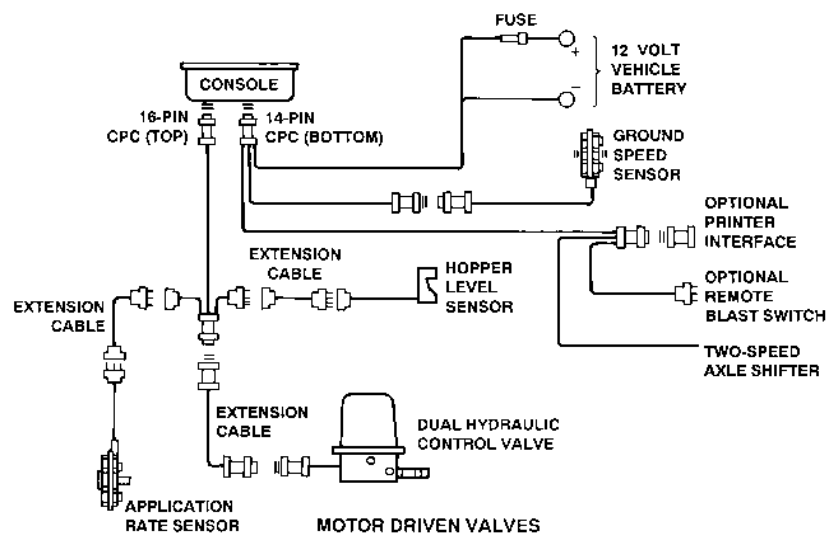 FUSE
+
12 VOLT
VEHICLE
BATTERY
−
CONSOLE
16-PIN
CPC (TOP)
14-PIN
CPC (BOTTOM)
GROUND
SPEED
SENSOR
OPTIONAL
PRINTER
INTERFACE
EXTENSION
CABLE
HOPPER
LEVEL
SENSOR
OPTIONAL
REMOTE
BLAST SWITCH
EXTENSION
CABLE
TWO-SPEED
AXLE SHIFTER
EXTENSION
CABLE
DUAL HYDRAULIC
CONTROL VALVE
APPLICATION
RATE SENSOR
MOTOR DRIVEN VALVES